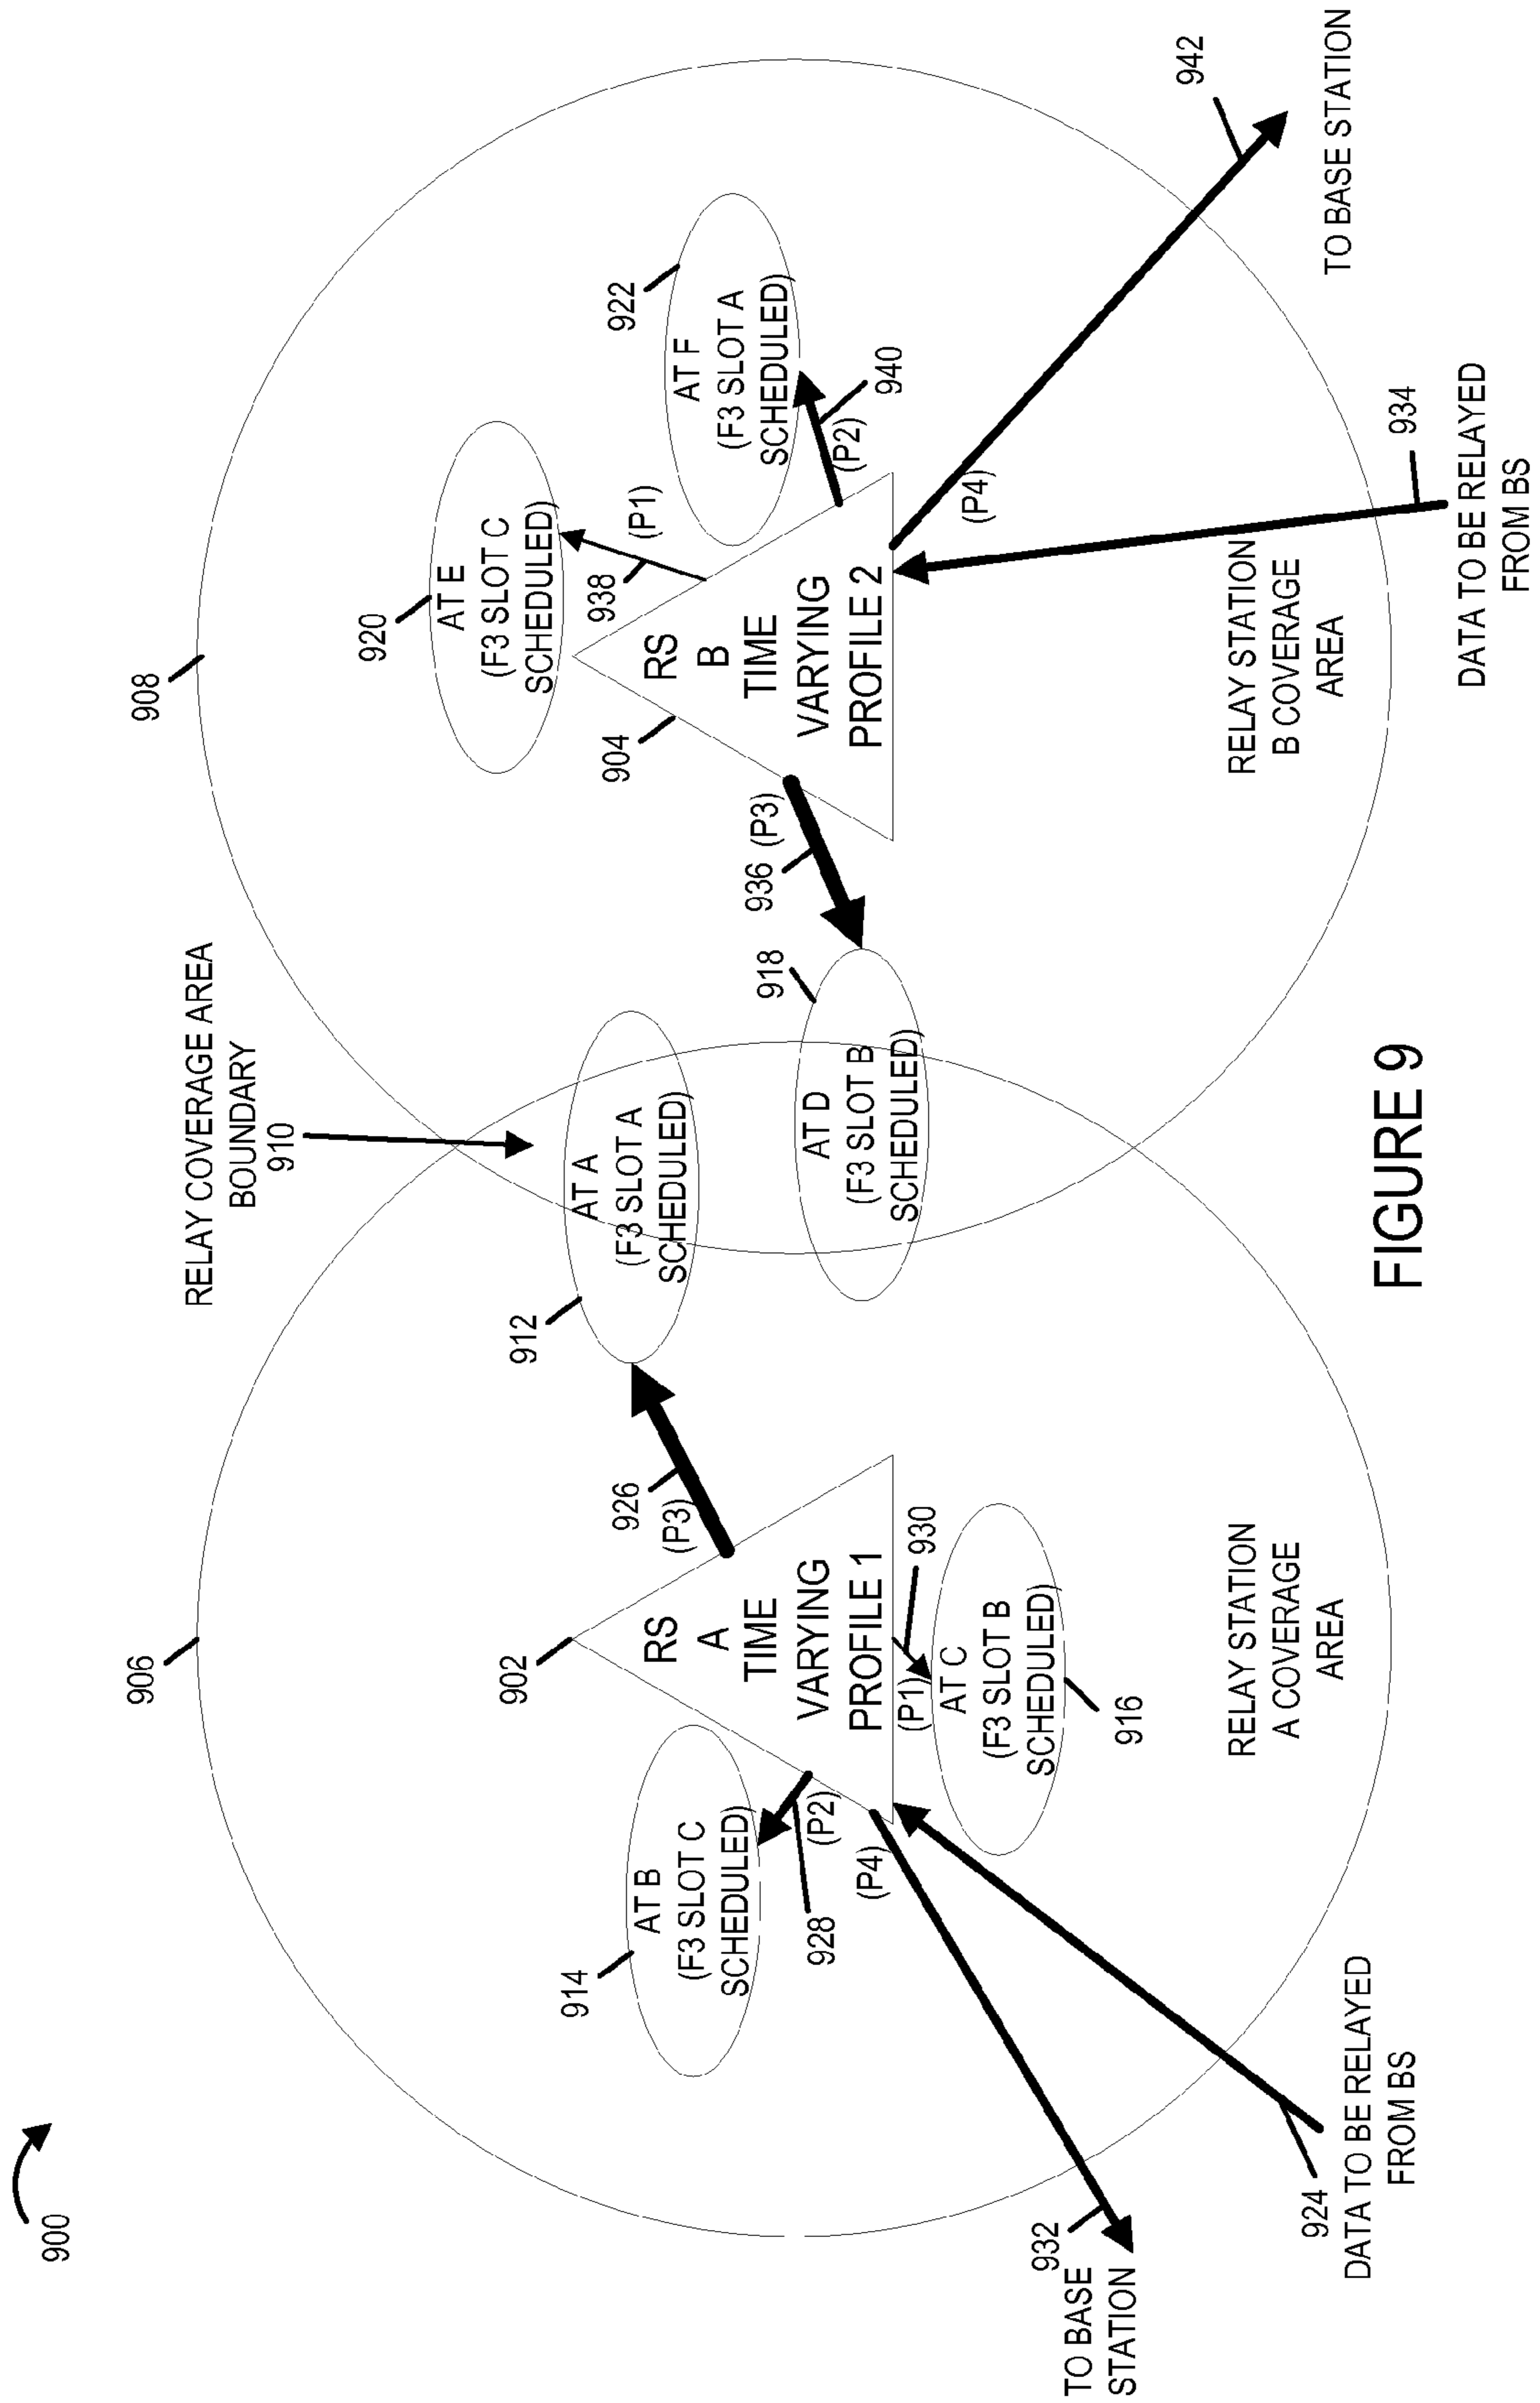 900
906
902
RS
A
TIME
VARYING
PROFILE 1
914
AT B
(F3 SLOT C
SCHEDULED)
928
(P2)
(P4)
932
TO BASE
STATION
924
DATA TO BE RELAYED
FROM BS
926
(P3)
930
(P1)
AT C
(F3 SLOT B
SCHEDULED)
916
RELAY STATION
A COVERAGE
AREA
RELAY COVERAGE AREA
BOUNDARY
910
912
AT A
(F3 SLOT A
SCHEDULED)
918
AT D
(F3 SLOT B
SCHEDULED)
908
904
RS
B
TIME
VARYING
PROFILE 2
936
(P3)
920
AT E
(F3 SLOT C
SCHEDULED)
938
(P1)
922
AT F
(F3 SLOT A
SCHEDULED)
940
(P2)
(P4)
942
TO BASE STATION
934
DATA TO BE RELAYED
FROM BS
RELAY STATION
B COVERAGE
AREA
FIGURE 9